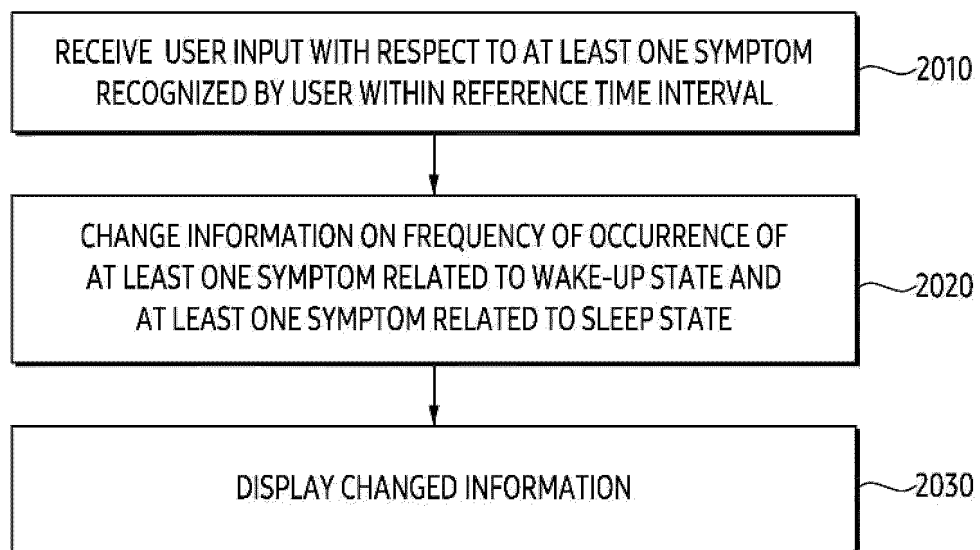 RECEIVE USER INPUT WITH RESPECT TO AT LEAST ONE SYMPTOM
RECOGNIZED BY USER WITHIN REFERENCE TIME INTERVAL
2010
CHANGE INFORMATION ON FREQUENCY OF OCCURRENCE OF
AT LEAST ONE SYMPTOM RELATED TO WAKE-UP STATE AND
AT LEAST ONE SYMPTOM RELATED TO SLEEP STATE
2020
DISPLAY CHANGED INFORMATION
2030